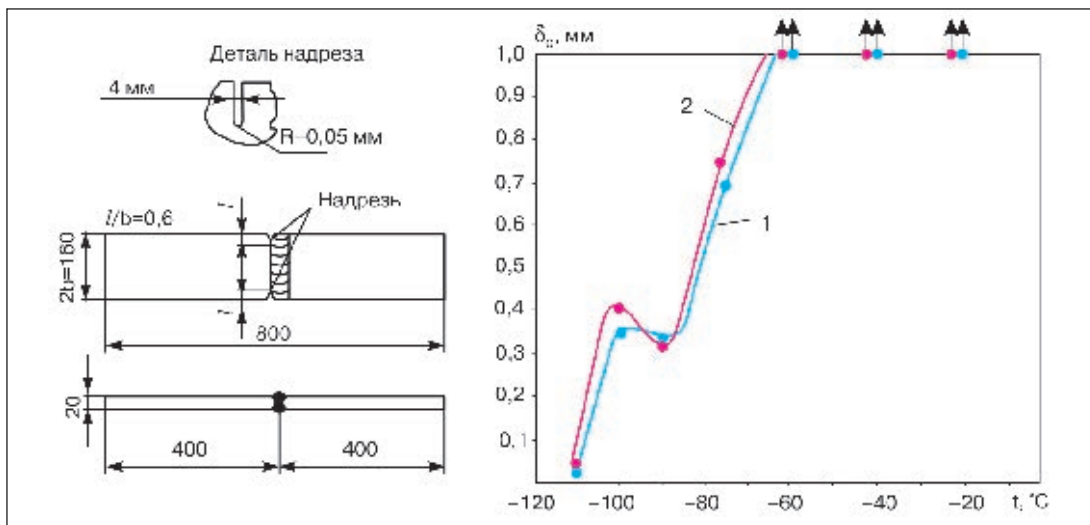 Деталь надреза
4 мм
R–0,05 мм
Надрезь
l/b=0,6
l
2b=160
l
800
20
400
400
δc, мм
1,0
0,9
0,8
0,7
0,6
0,5
0,4
0,3
0,2
0,1
2
1
–120
–100
–80
–60
–40
–20
t, °C